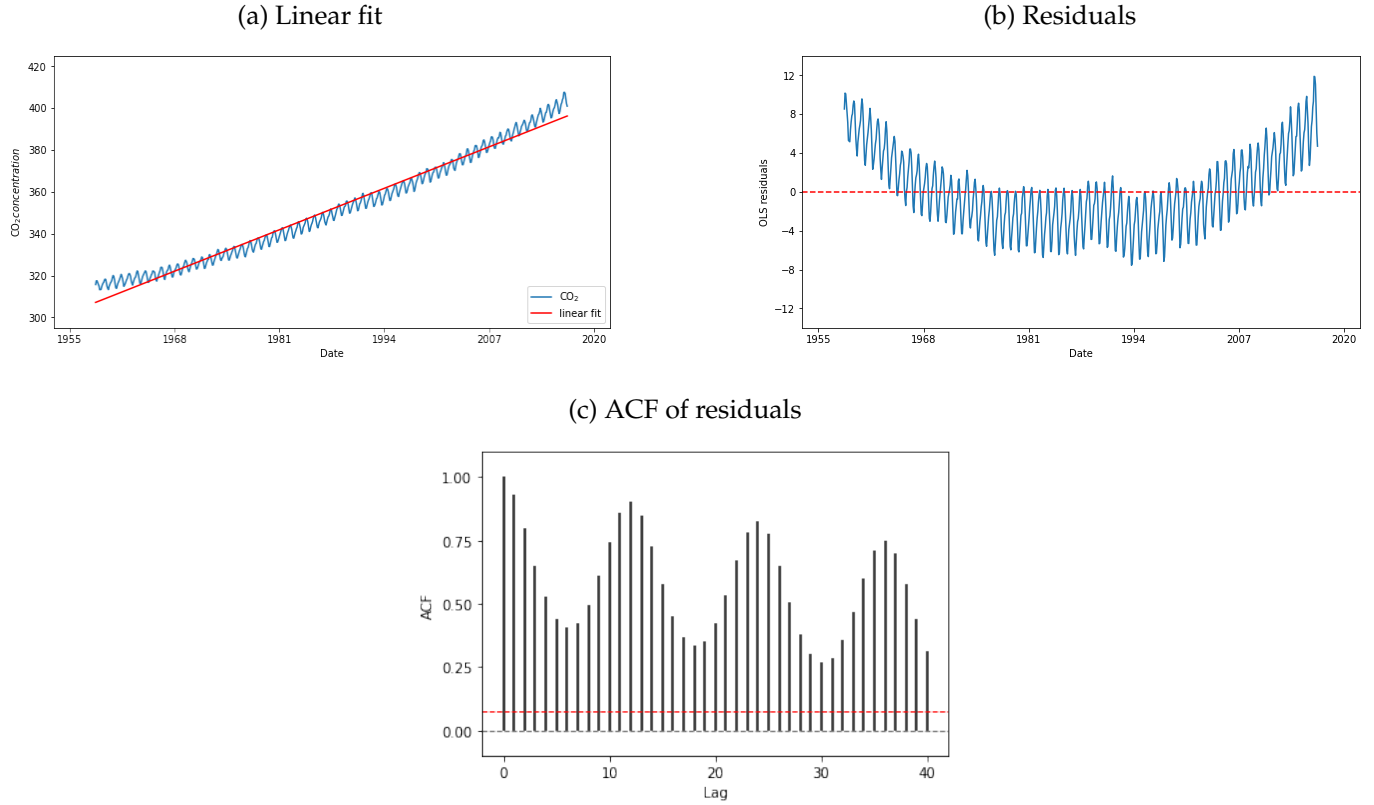 (a) Linear fit
420
400
380
360
340
320
300
CO₂concentration
CO₂
linear fit
1955 1968 1981 1994 2007 2020
Date
(b) Residuals
12
8
4
0
−4
−8
−12
OLS residuals
1955 1968 1981 1994 2007 2020
Date
(c) ACF of residuals
1.00
0.75
0.50
0.25
0.00
ACF
0 10 20 30 40
Lag